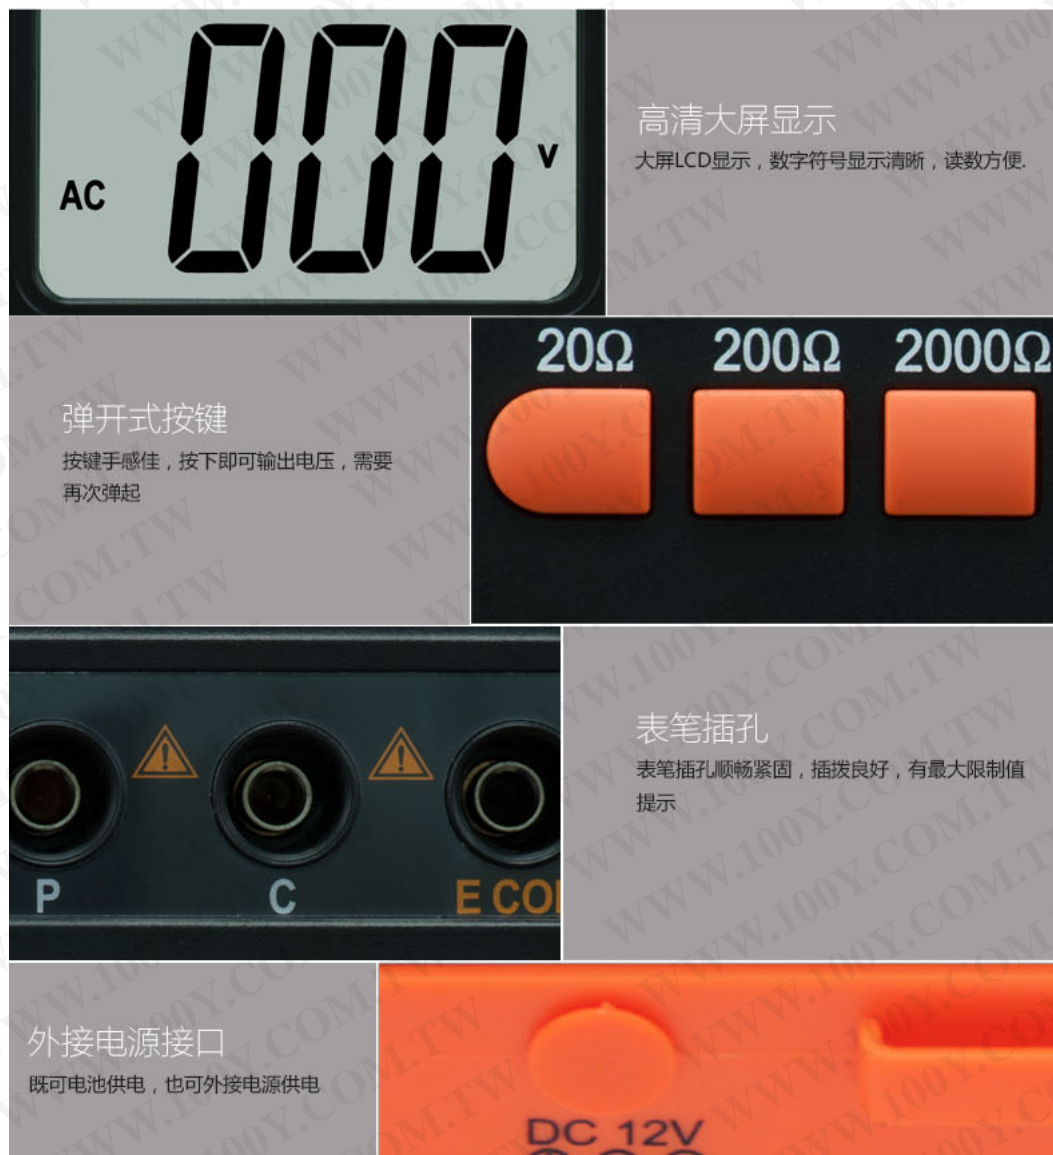 000
V
AC
高清大屏显示
大屏LCD显示，数字符号显示清晰，读数方便.
20Ω 200Ω 2000Ω
弹开式按键
按键手感佳，按下即可输出电压，需要
再次弹起
表笔插孔
表笔插孔顺畅紧固，插拨良好，有最大限制值
提示
P C E CO
外接电源接口
既可电池供电，也可外接电源供电
DC 12V
WWW.100Y.COM.TW